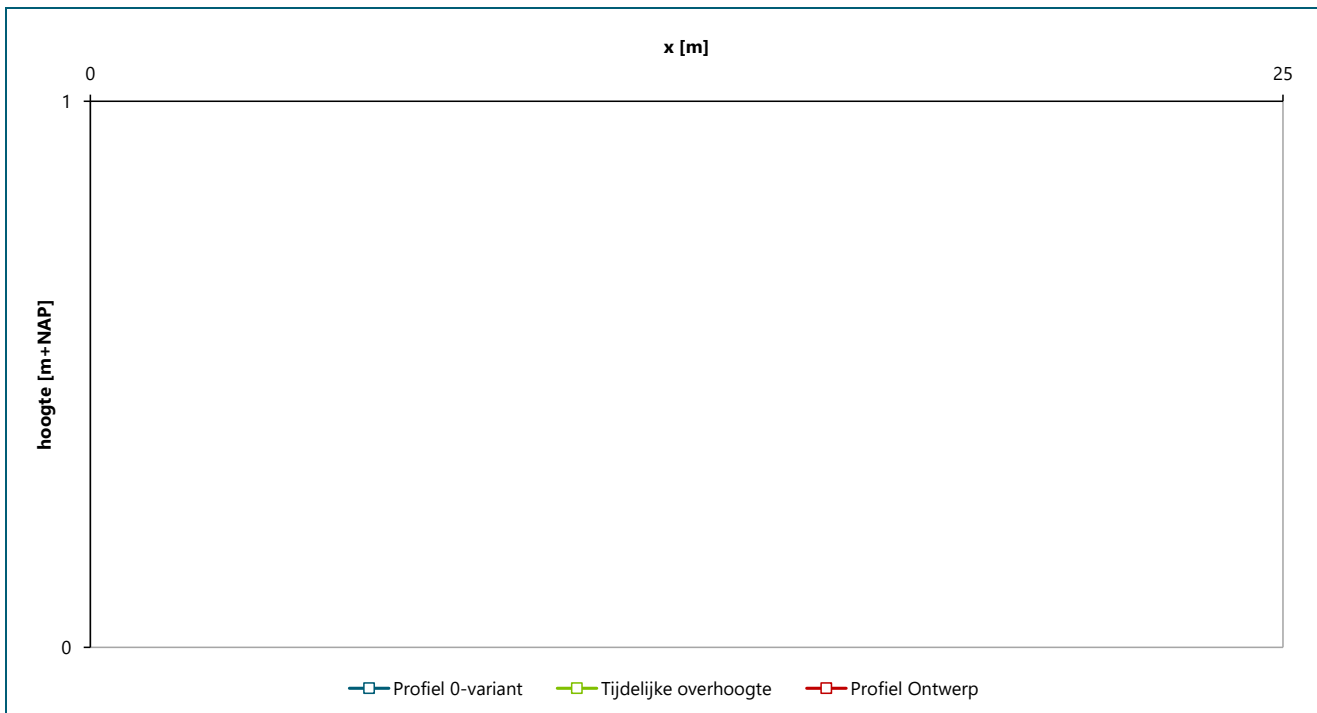 x [m]
0 25
1
hoogte [m+NAP]
0
Profiel 0-variant Tijdelijke overhoogte Profiel Ontwerp